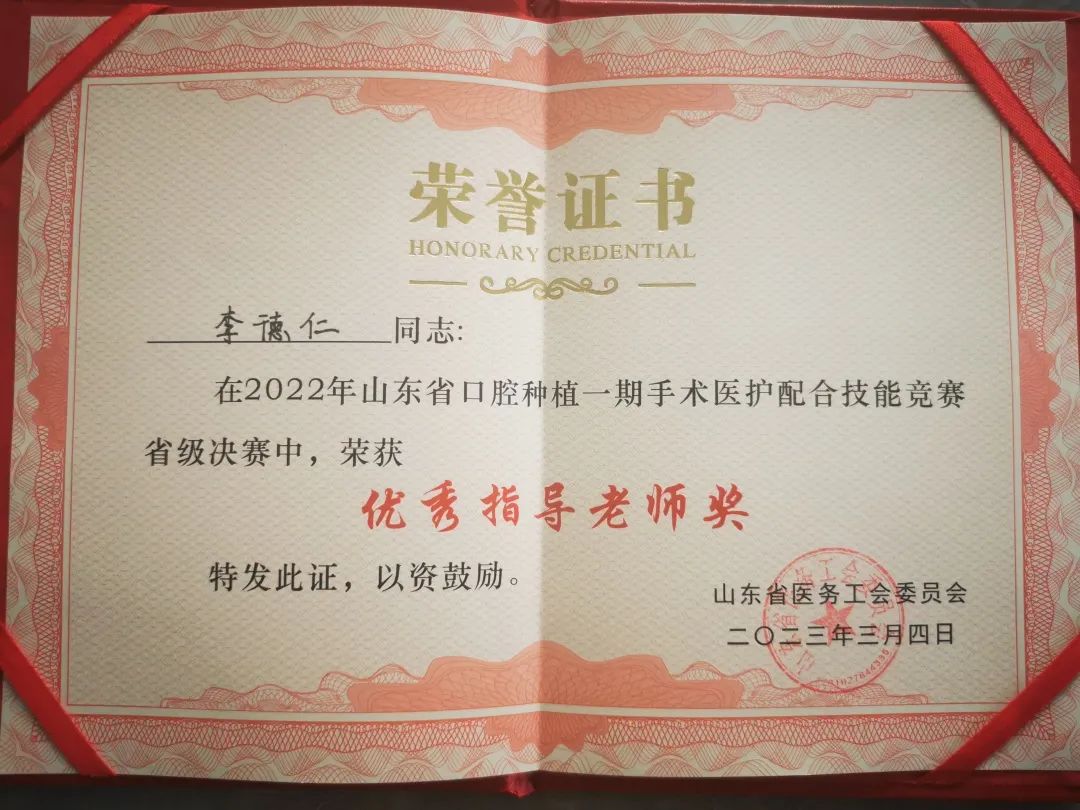 荣誉证书
HONORARY CREDENTIAL
李德仁 同志:
在2022年山东省口腔种植一期手术医护配合技能竞赛
省级决赛中，荣获
优秀指导老师奖
特发此证，以资鼓励。
山东省医务工会委员会
二〇二三年三月四日